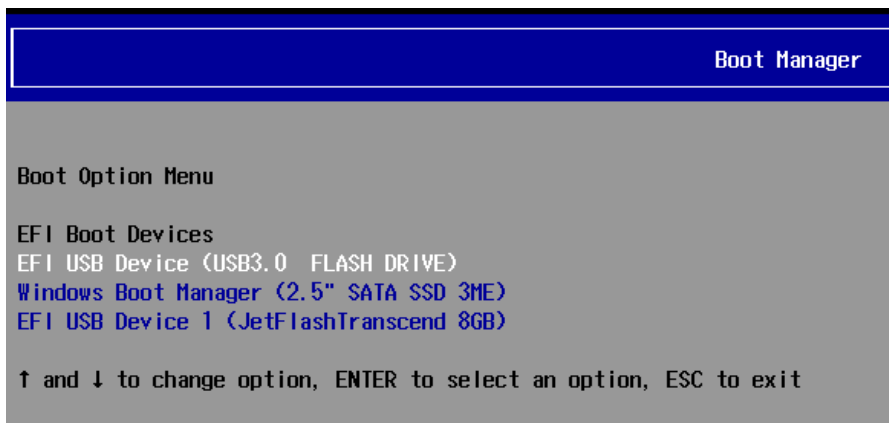 Boot Manager
Boot Option Menu
EFI Boot Devices
EFI USB Device (USB3.0  FLASH DRIVE)
Windows Boot Manager (2.5" SATA SSD 3ME)
EFI USB Device 1 (JetFlashTranscend 8GB)
↑ and ↓ to change option, ENTER to select an option, ESC to exit